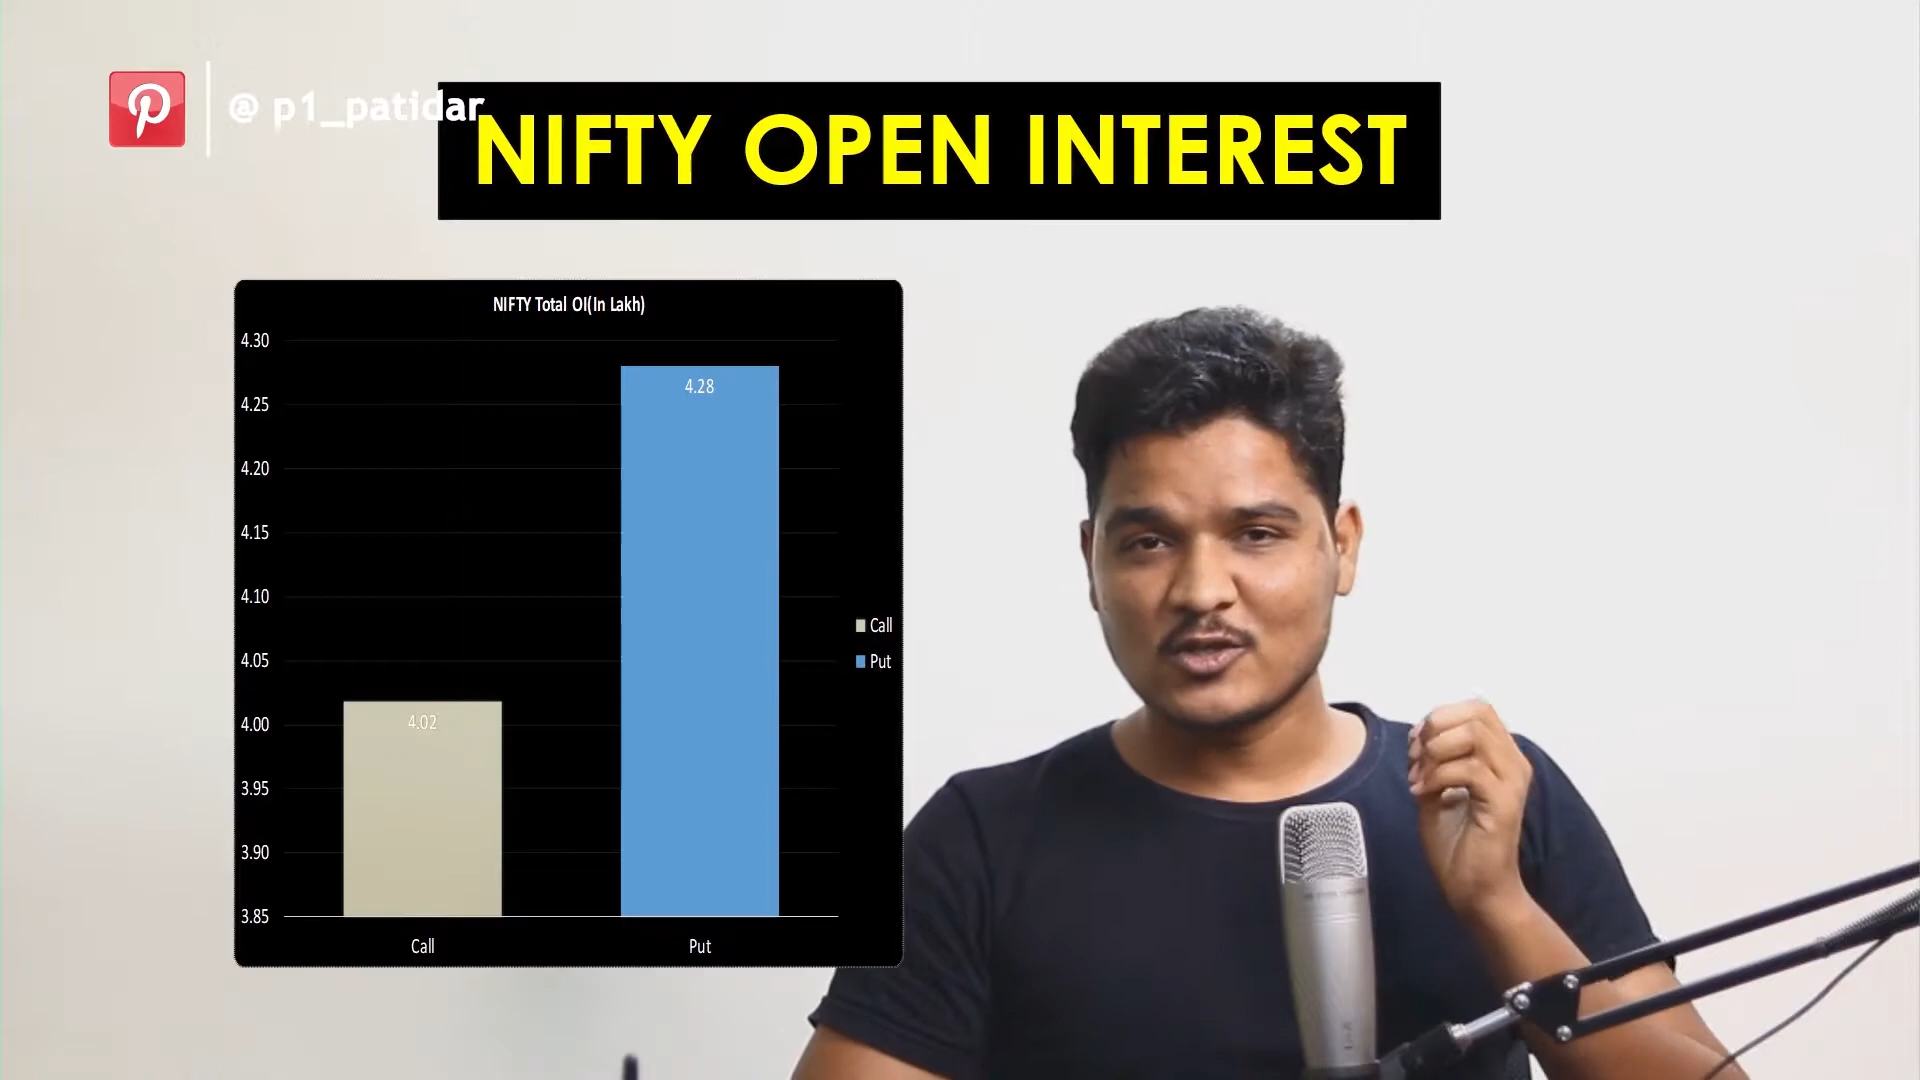 @ p1_patidar
NIFTY OPEN INTEREST
NIFTY Total OI(In Lakh)
4.30
4.25
4.20
4.15
4.10
4.05
4.00
3.95
3.90
3.85
4.02
4.28
Call
Put
Call
Put